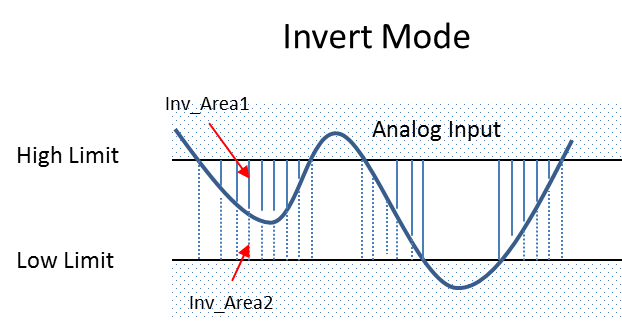 Invert Mode
Inv_Area1
Analog Input
High Limit
Low Limit
Inv_Area2